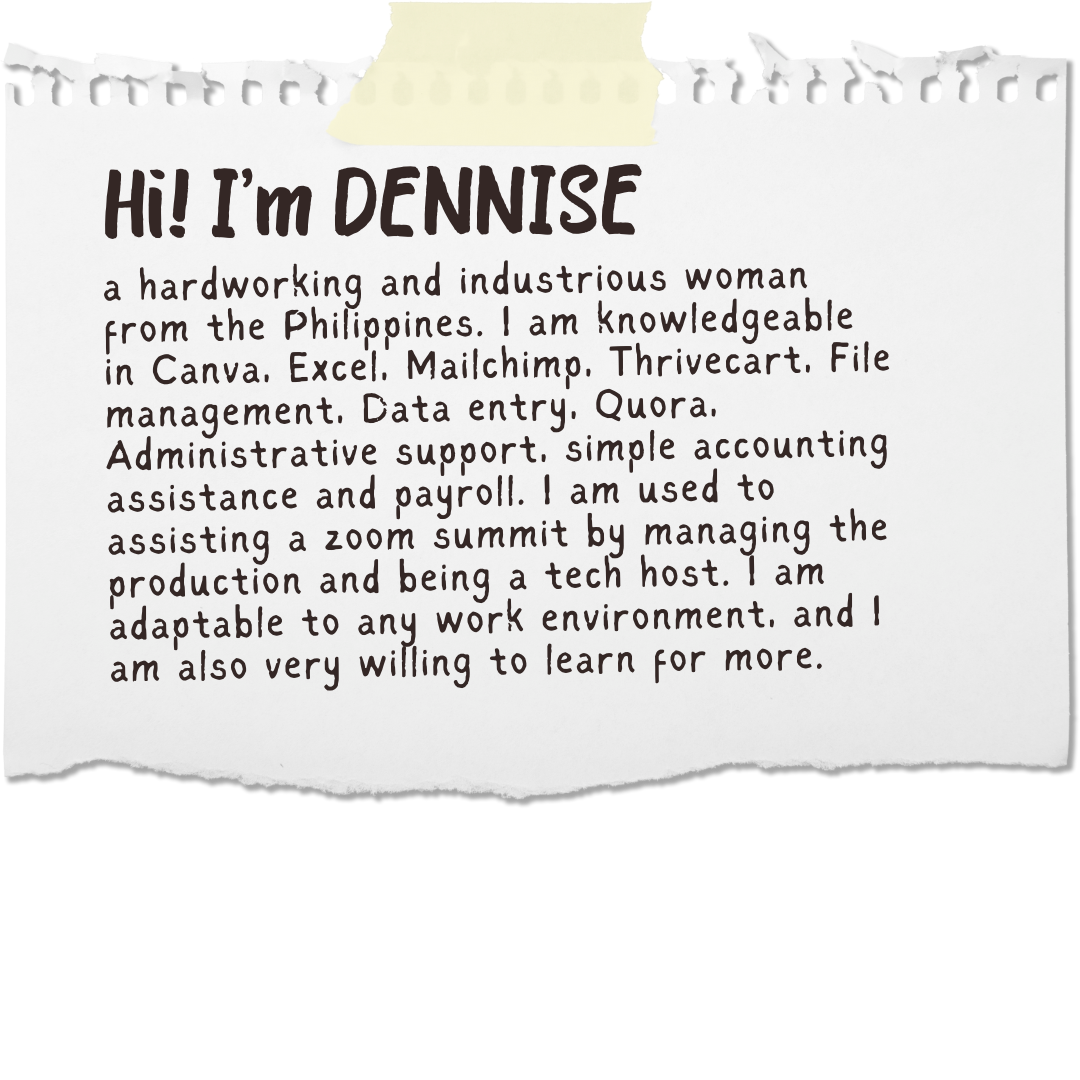 Hi! I'm DENNISE
a hardworking and industrious woman
from the Philippines. I am knowledgeable
in Canva, Excel, Mailchimp, Thrivecart, File
management, Data entry, Quora,
Administrative support, simple accounting
assistance and payroll. I am used to
assisting a zoom summit by managing the
production and being a tech host. I am
adaptable to any work environment, and I
am also very willing to learn for more.